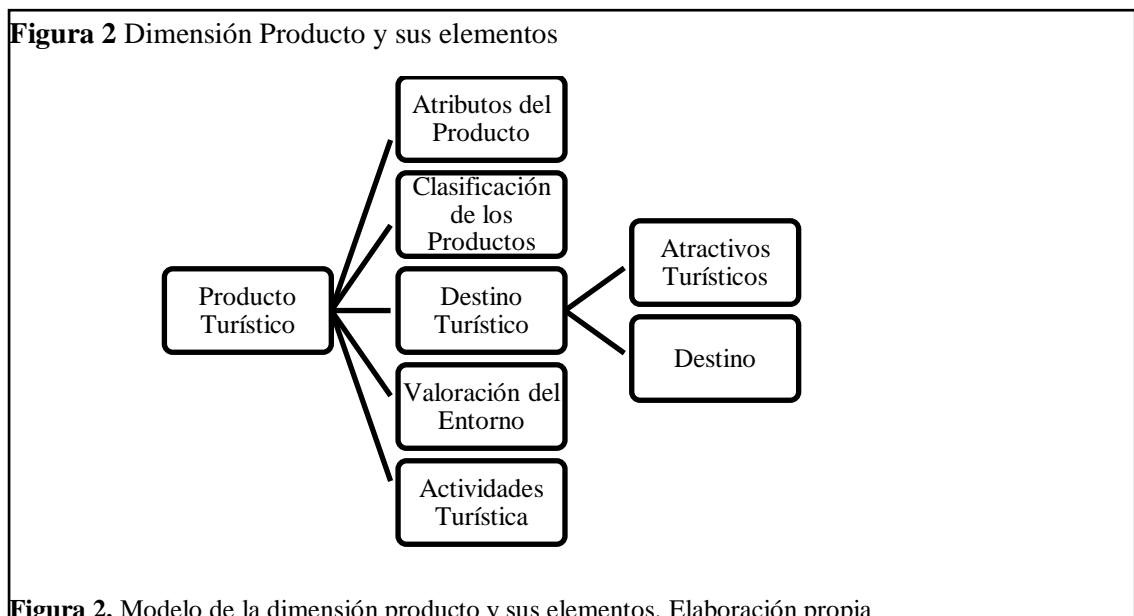 Figura 2 Dimensión Producto y sus elementos
Atributos del
Producto
Clasificación
de los
Productos
Producto
Turístico
Destino
Turístico
Atractivos
Turísticos
Destino
Valoración del
Entorno
Actividades
Turística
Figura 2. Modelo de la dimensión producto y sus elementos. Elaboración propia